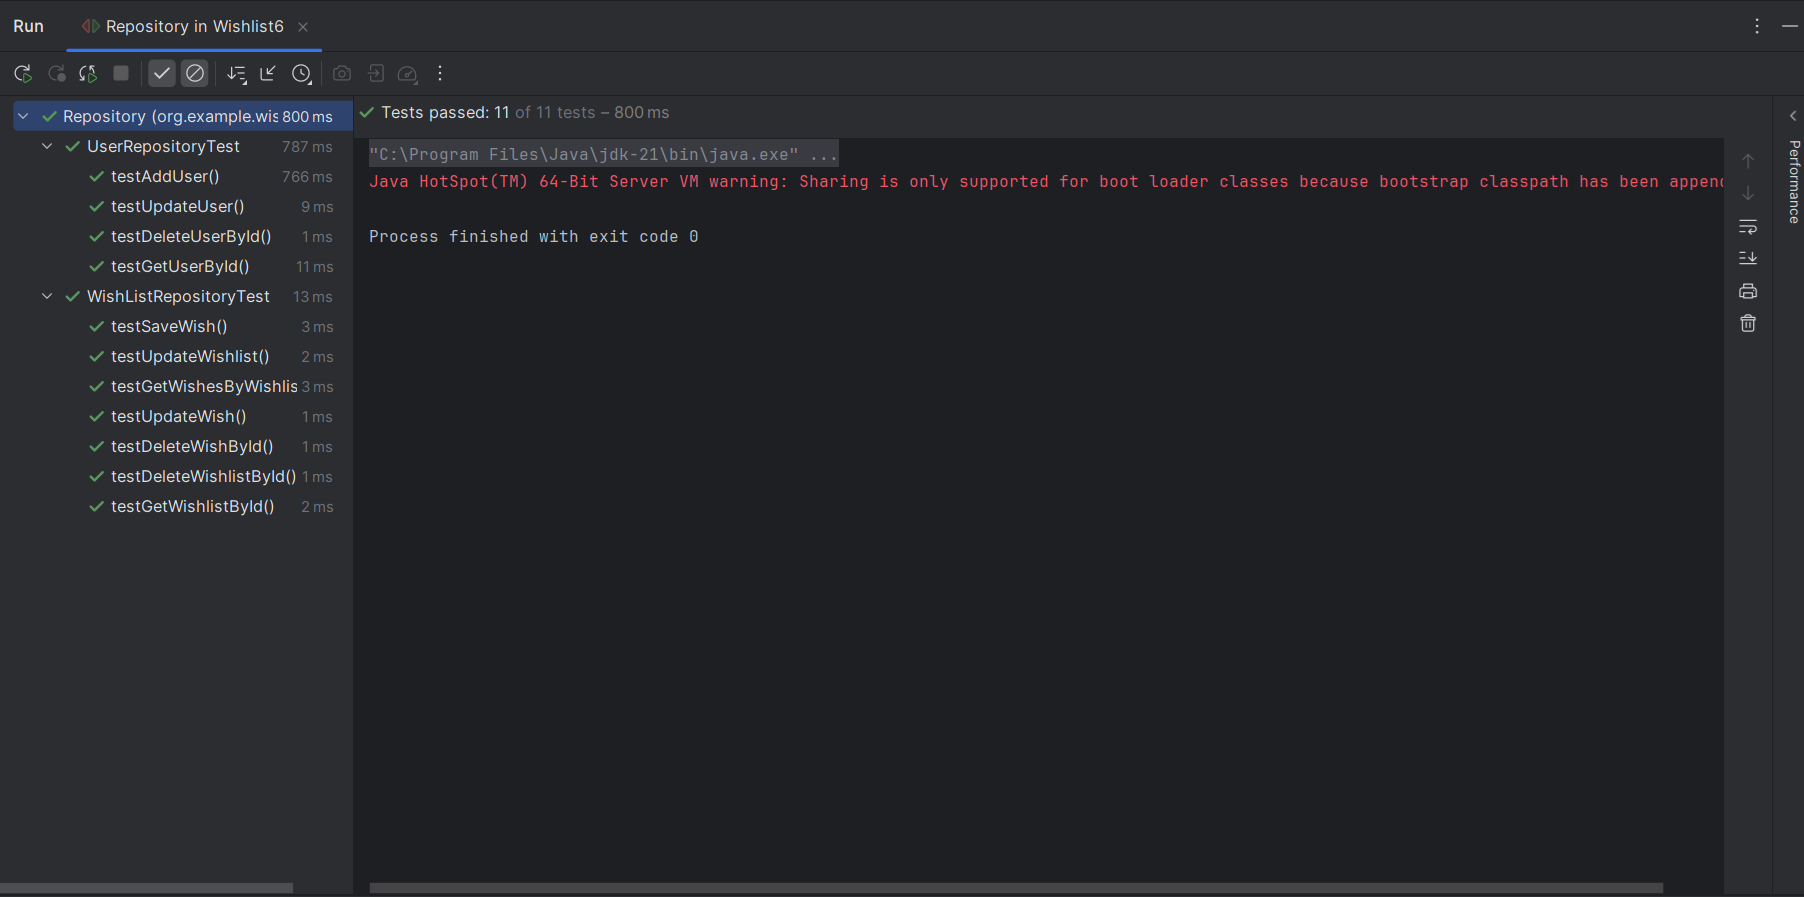 Run
Repository in Wishlist6
Repository (org.example.wis 800 ms
UserRepositoryTest 787 ms
testAddUser() 766 ms
testUpdateUser() 9 ms
testDeleteUserById() 1 ms
testGetUserById() 11 ms
WishListRepositoryTest 13 ms
testSaveWish() 3 ms
testUpdateWishlist() 2 ms
testGetWishesByWishlis 3 ms
testUpdateWish() 1 ms
testDeleteWishById() 1 ms
testDeleteWishlistById() 1 ms
testGetWishlistById() 2 ms
Tests passed: 11 of 11 tests – 800 ms
"C:\Program Files\Java\jdk-21\bin\java.exe" ...
Java HotSpot(TM) 64-Bit Server VM warning: Sharing is only supported for boot loader classes because bootstrap classpath has been append
Process finished with exit code 0
Performance